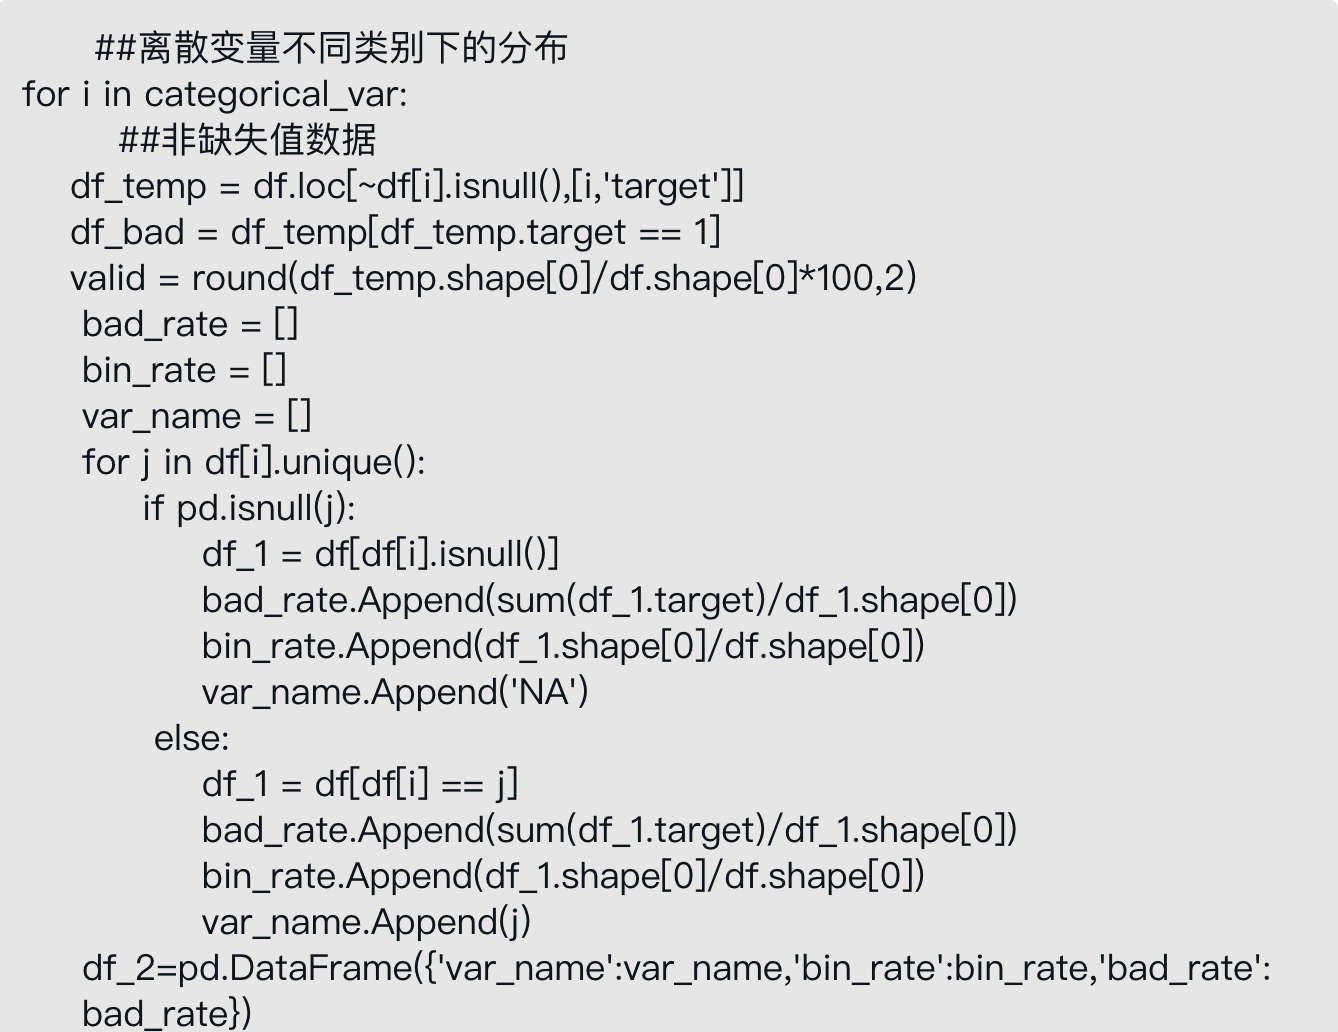 ##离散变量不同类别下的分布
for i in categorical_var:
##非缺失值数据
df_temp = df.loc[~df[i].isnull(),[i,'target']]
df_bad = df_temp[df_temp.target == 1]
valid = round(df_temp.shape[0]/df.shape[0]*100,2)
bad_rate = []
bin_rate = []
var_name = []
for j in df[i].unique():
if pd.isnull(j):
df_1 = df[df[i].isnull()]
bad_rate.Append(sum(df_1.target)/df_1.shape[0])
bin_rate.Append(df_1.shape[0]/df.shape[0])
var_name.Append('NA')
else:
df_1 = df[df[i] == j]
bad_rate.Append(sum(df_1.target)/df_1.shape[0])
bin_rate.Append(df_1.shape[0]/df.shape[0])
var_name.Append(j)
df_2=pd.DataFrame({'var_name':var_name,'bin_rate':bin_rate,'bad_rate':
bad_rate})